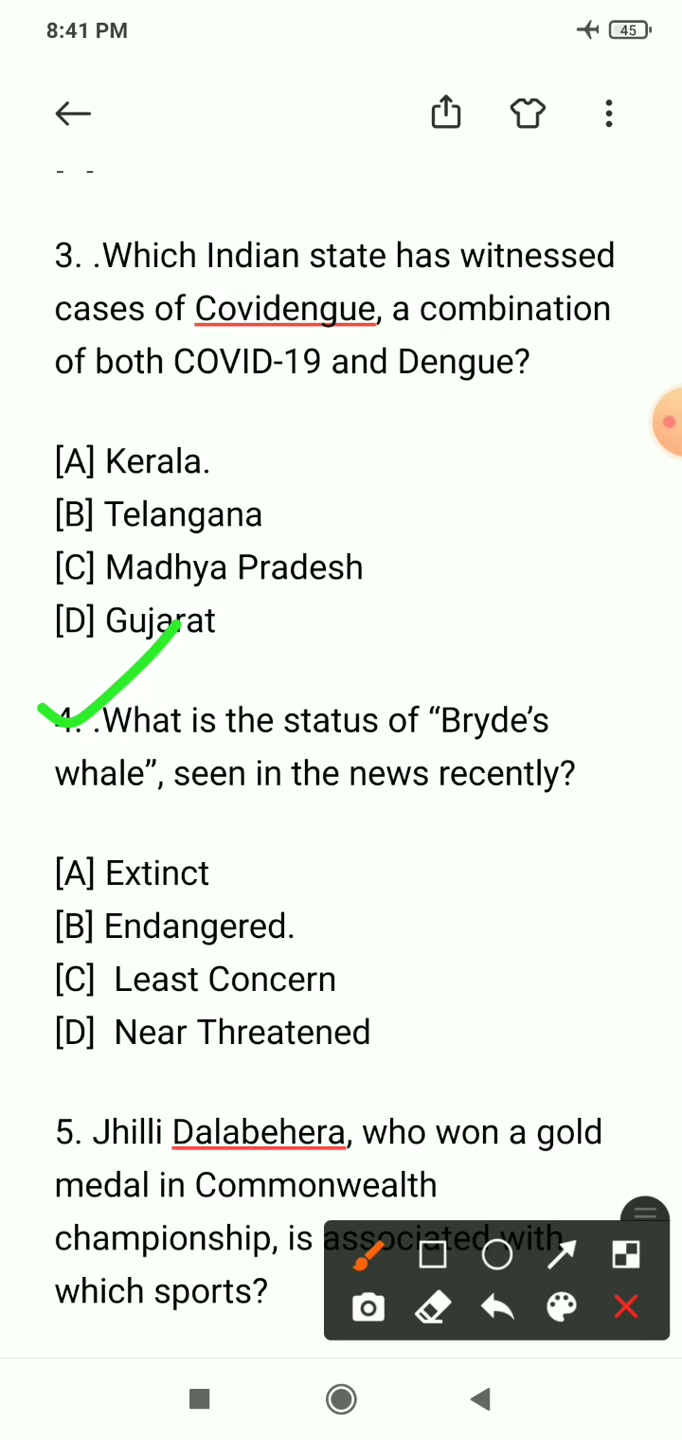 8:41 PM
45
- -
3. .Which Indian state has witnessed
cases of Covidengue, a combination
of both COVID-19 and Dengue?
[A] Kerala.
[B] Telangana
[C] Madhya Pradesh
[D] Gujarat
4. .What is the status of “Bryde’s
whale”, seen in the news recently?
[A] Extinct
[B] Endangered.
[C]  Least Concern
[D]  Near Threatened
5. Jhilli Dalabehera, who won a gold
medal in Commonwealth
championship, is associated with
which sports?